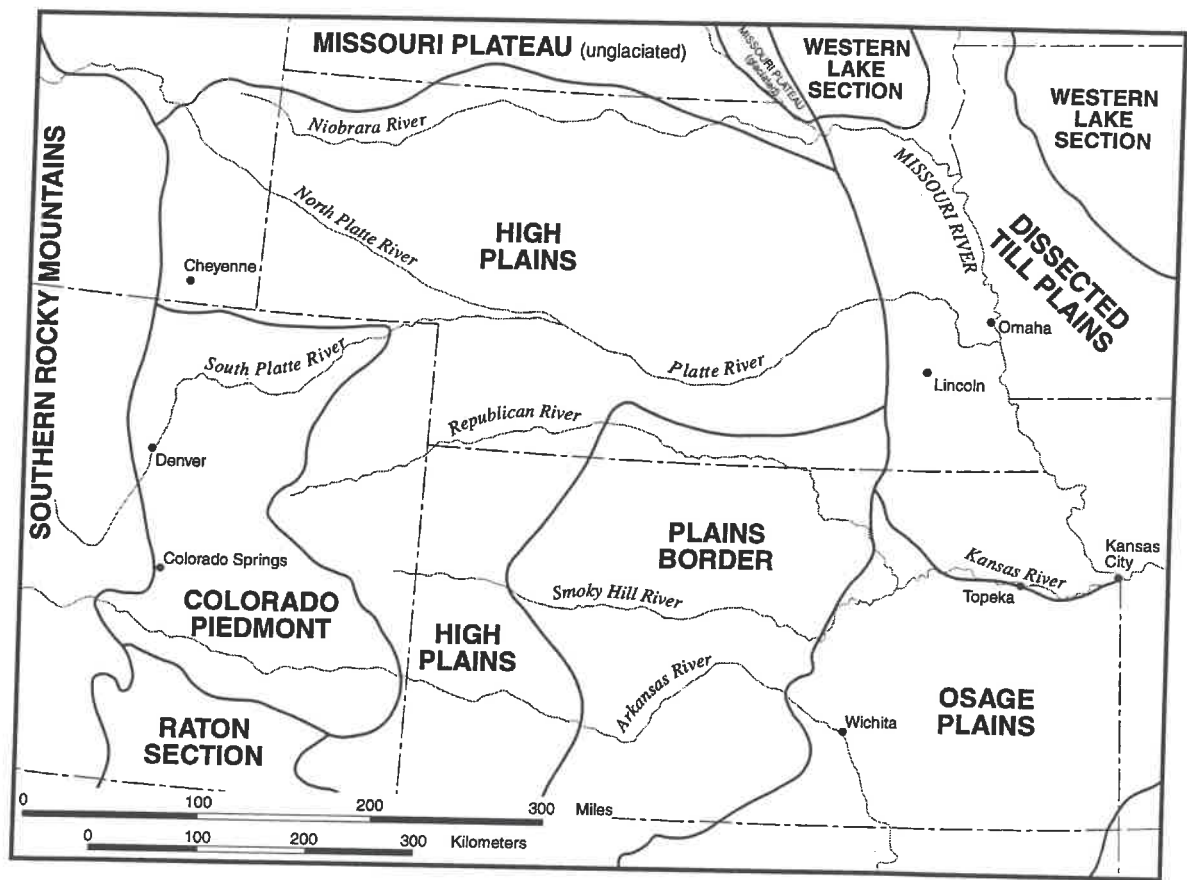 MISSOURI PLATEAU (unglaciated)
MISSOURI PLATEAU
(glaciated)
WESTERN
LAKE
SECTION
WESTERN
LAKE
SECTION
Niobrara River
MISSOURI RIVER
SOUTHERN ROCKY MOUNTAINS
North Platte River
HIGH
PLAINS
DISSECTED
TILL PLAINS
Cheyenne
Omaha
South Platte River
Platte River
Lincoln
Republican River
Denver
PLAINS
BORDER
Kansas
City
Colorado Springs
Kansas River
Topeka
Smoky Hill River
COLORADO
PIEDMONT
HIGH
PLAINS
Arkansas River
OSAGE
PLAINS
RATON
SECTION
Wichita
0 100 200 300 Miles
0 100 200 300 Kilometers